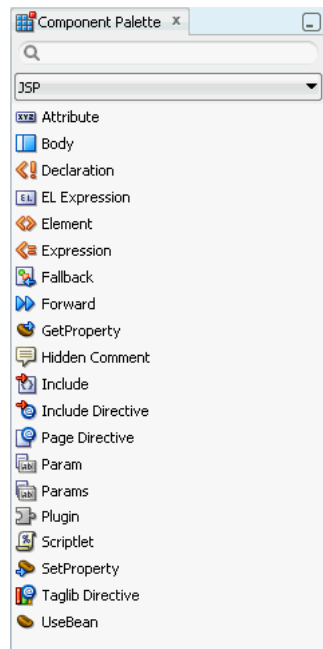 Component Palette x
JSP
Attribute
Body
Declaration
EL Expression
Element
Expression
Fallback
Forward
GetProperty
Hidden Comment
Include
Include Directive
Page Directive
Param
Params
Plugin
Scriptlet
SetProperty
Taglib Directive
UseBean